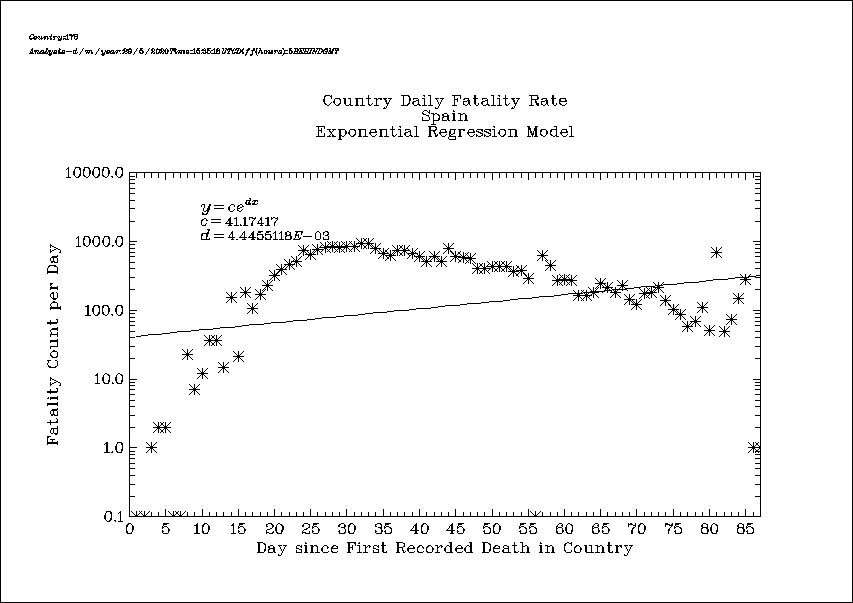 Country:178
Country Daily Fatality Rate
Spain
Exponential Regression Model
10000.0
1000.0
100.0
10.0
1.0
0.1
y = ce^dx
c = 41.17417
d = 4.4455118E-03
Fatality Count per Day
0 5 10 15 20 25 30 35 40 45 50 55 60 65 70 75 80 85
Day since First Recorded Death in Country